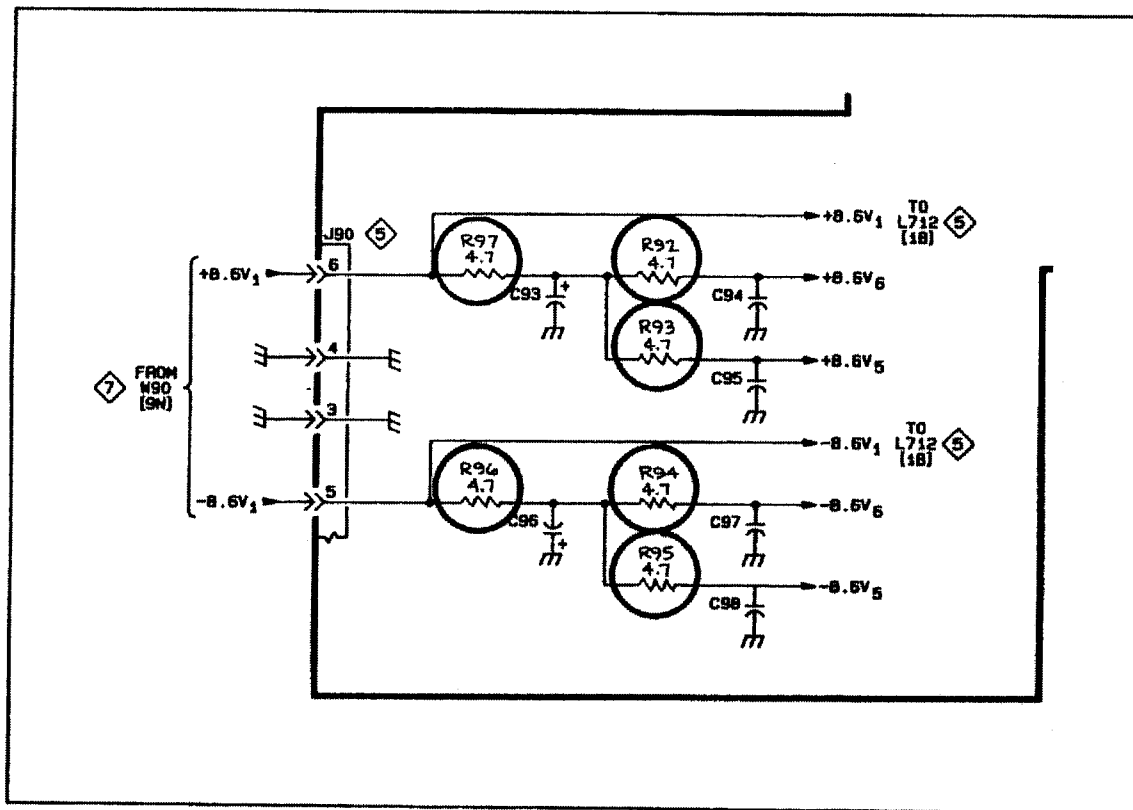 +8.6V1 TO
L712 5
[18]
J90 5
R97
4.7
R92
4.7
+8.6V1 6
C93 +
C94
+8.6V6
R93
4.7
4
C95
+8.6V5
7 FROM
W90
[9N]
3
-8.6V1 TO
L712 5
[18]
R96
4.7
R94
4.7
-8.6V1 5
C96 +
C97
-8.6V6
R95
4.7
C98
-8.6V5